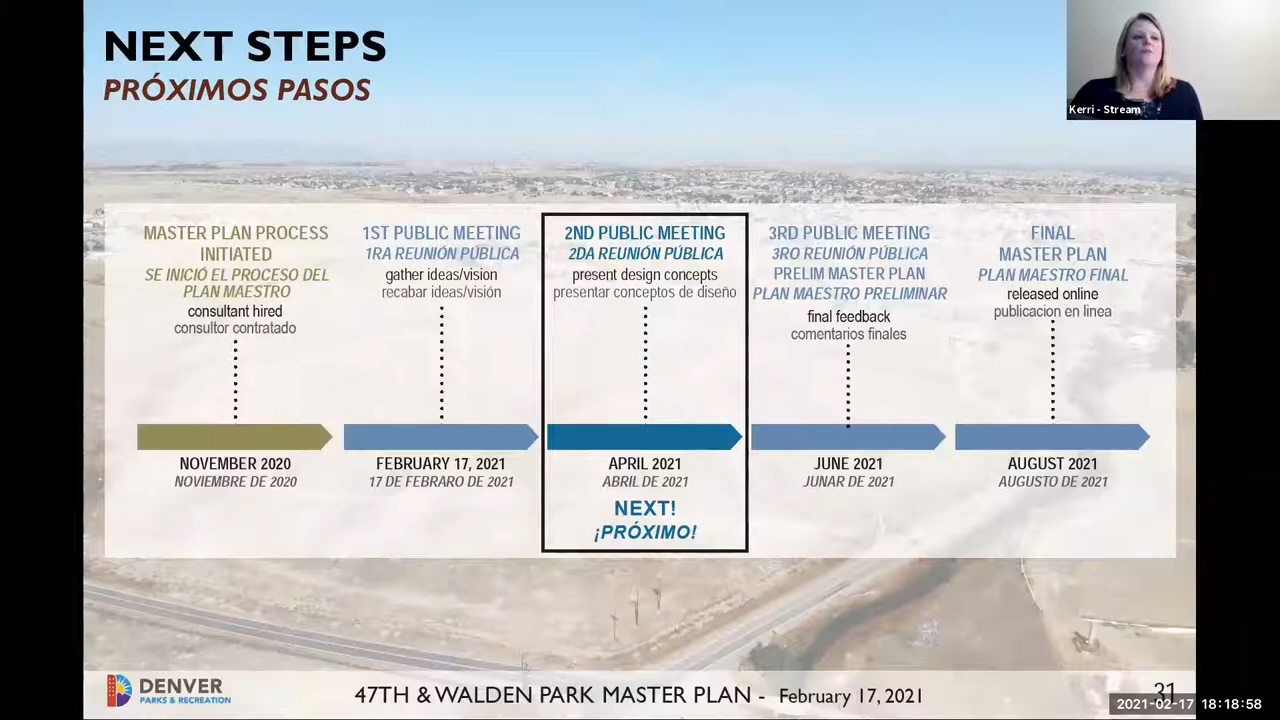 NEXT STEPS
PRÓXIMOS PASOS
Kerri - Stream
MASTER PLAN PROCESS
INITIATED
SE INICIÓ EL PROCESO DEL
PLAN MAESTRO
consultant hired
consultor contratado
1ST PUBLIC MEETING
1RA REUNIÓN PÚBLICA
gather ideas/vision
recabar ideas/visión
2ND PUBLIC MEETING
2DA REUNIÓN PÚBLICA
present design concepts
presentar conceptos de diseño
3RD PUBLIC MEETING
3RO REUNIÓN PÚBLICA
PRELIM MASTER PLAN
PLAN MAESTRO PRELIMINAR
final feedback
comentarios finales
FINAL
MASTER PLAN
PLAN MAESTRO FINAL
released online
publicacion en linea
NOVEMBER 2020
NOVIEMBRE DE 2020
FEBRUARY 17, 2021
17 DE FEBRARO DE 2021
APRIL 2021
ABRIL DE 2021
NEXT!
¡PRÓXIMO!
JUNE 2021
JUNAR DE 2021
AUGUST 2021
AUGUSTO DE 2021
DENVER
PARKS & RECREATION
47TH & WALDEN PARK MASTER PLAN - February 17, 2021
31
2021-02-17 18:18:58